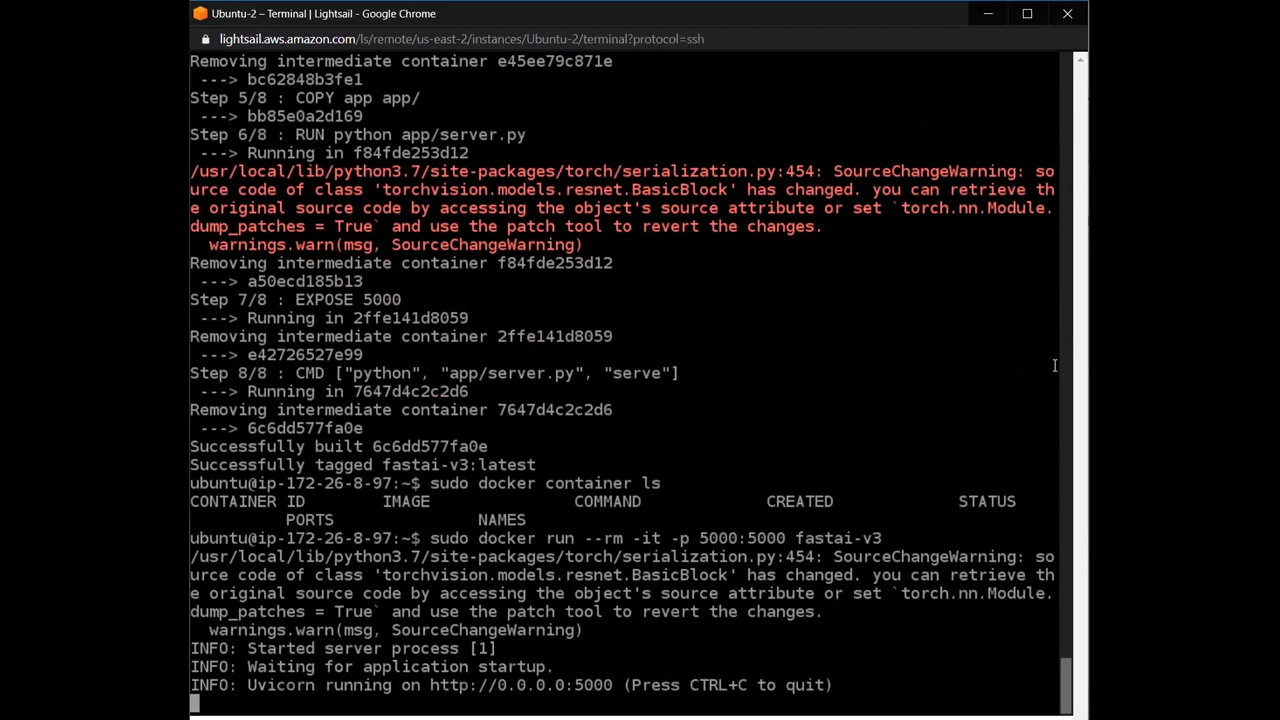 Ubuntu-2 – Terminal | Lightsail - Google Chrome
lightsail.aws.amazon.com/ls/remote/us-east-2/instances/Ubuntu-2/terminal?protocol=ssh
Removing intermediate container e45ee79c871e
 ---> bc62848b3fe1
Step 5/8 : COPY app app/
 ---> bb85e0a2d169
Step 6/8 : RUN python app/server.py
 ---> Running in f84fde253d12
/usr/local/lib/python3.7/site-packages/torch/serialization.py:454: SourceChangeWarning: so
urce code of class 'torchvision.models.resnet.BasicBlock' has changed. you can retrieve th
e original source code by accessing the object's source attribute or set `torch.nn.Module.
dump_patches = True` and use the patch tool to revert the changes.
  warnings.warn(msg, SourceChangeWarning)
Removing intermediate container f84fde253d12
 ---> a50ecd185b13
Step 7/8 : EXPOSE 5000
 ---> Running in 2ffe141d8059
Removing intermediate container 2ffe141d8059
 ---> e42726527e99
Step 8/8 : CMD ["python", "app/server.py", "serve"]
 ---> Running in 7647d4c2c2d6
Removing intermediate container 7647d4c2c2d6
 ---> 6c6dd577fa0e
Successfully built 6c6dd577fa0e
Successfully tagged fastai-v3:latest
ubuntu@ip-172-26-8-97:~$ sudo docker container ls
CONTAINER ID        IMAGE               COMMAND             CREATED             STATUS
          PORTS               NAMES
ubuntu@ip-172-26-8-97:~$ sudo docker run --rm -it -p 5000:5000 fastai-v3
/usr/local/lib/python3.7/site-packages/torch/serialization.py:454: SourceChangeWarning: so
urce code of class 'torchvision.models.resnet.BasicBlock' has changed. you can retrieve th
e original source code by accessing the object's source attribute or set `torch.nn.Module.
dump_patches = True` and use the patch tool to revert the changes.
  warnings.warn(msg, SourceChangeWarning)
INFO: Started server process [1]
INFO: Waiting for application startup.
INFO: Uvicorn running on http://0.0.0.0:5000 (Press CTRL+C to quit)